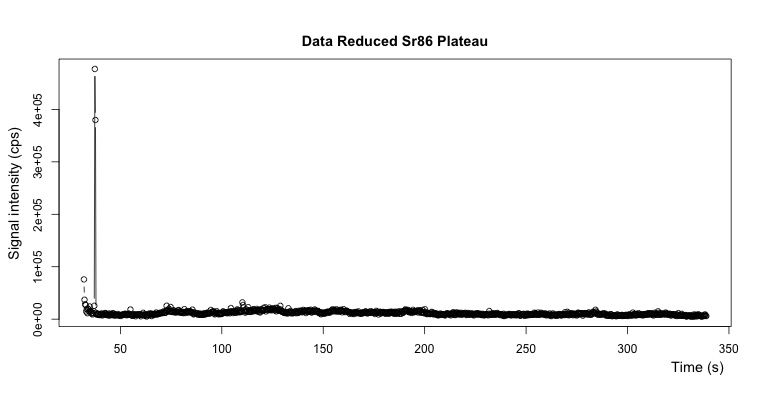 Data Reduced Sr86 Plateau
Signal intensity (cps)
4e+05
3e+05
2e+05
1e+05
0e+00
50 100 150 200 250 300 350
Time (s)